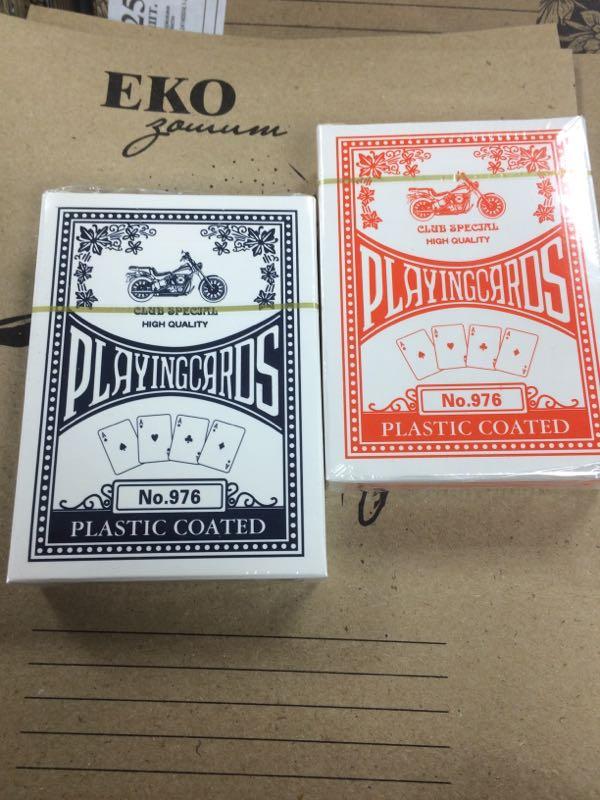 EKO
зошит
CLUB SPECIAL
HIGH QUALITY
PLAYINGCARDS
No.976
PLASTIC COATED
CLUB SPECIAL
HIGH QUALITY
PLAYINGCARDS
No.976
PLASTIC COATED